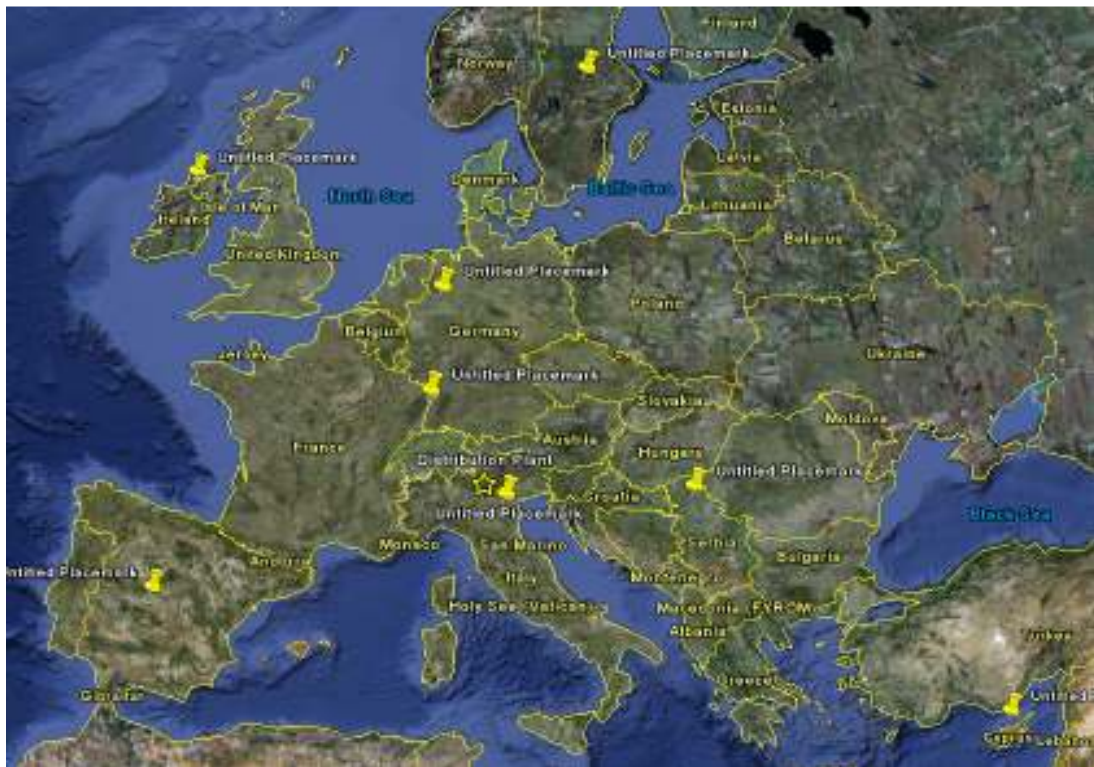 Finland
Untitled Placemark
Norway
Estonia
Untitled Placemark
Latvia
Denmark
Baltic Sea
North Sea
Isle of Man
Lithuania
Ireland
Belarus
United Kingdom
Untitled Placemark
Poland
Belgium
Germany
Jersey
Ukraine
Untitled Placemark
Slovakia
Moldova
Austria
France
Hungary
Distribution Plant
Untitled Placemark
Croatia
Untitled Placemark
Black Sea
Monaco
San Marino
Serbia
Andorra
Bulgaria
Untitled Placemark
Italy
Montene
Holy See (Vatican
Macedonia (FYROM)
Albania
Turkey
Greece
Gibraltar
Untitled
Cyprus
Lebano